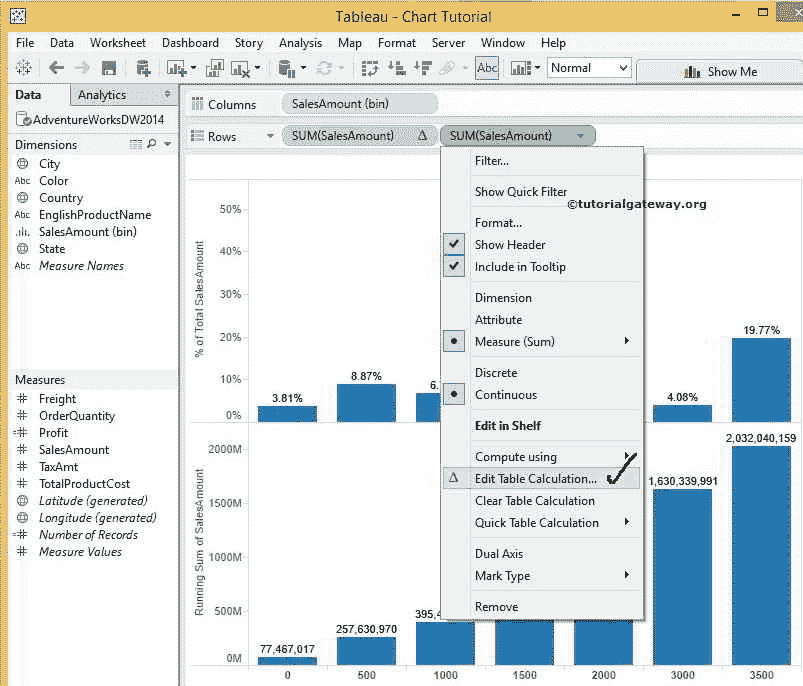 Tableau - Chart Tutorial
File Data Worksheet Dashboard Story Analysis Map Format Server Window Help
Abc Normal Show Me
Data Analytics
AdventureWorksDW2014
Dimensions
City
Abc Color
Country
Abc EnglishProductName
SalesAmount (bin)
State
Abc Measure Names
Measures
# Freight
# OrderQuantity
=# Profit
# SalesAmount
# TaxAmt
# TotalProductCost
Latitude (generated)
Longitude (generated)
=# Number of Records
# Measure Values
Columns SalesAmount (bin)
Rows SUM(SalesAmount) Δ SUM(SalesAmount)
Filter...
Show Quick Filter
©tutorialgateway.org
Format...
Show Header
Include in Tooltip
Dimension
Attribute
Measure (Sum)
Discrete
Continuous
Edit in Shelf
Compute using
Δ Edit Table Calculation...
Clear Table Calculation
Quick Table Calculation
Dual Axis
Mark Type
Remove
% of Total SalesAmount
50%
40%
30%
20%
10%
0%
3.81% 8.87% 6. 4.08% 19.77%
Running Sum of SalesAmount
2000M
1500M
1000M
500M
0M
77,467,017 257,630,970 395,4 1,630,339,991 2,032,040,159
0 500 1000 1500 2000 3000 3500